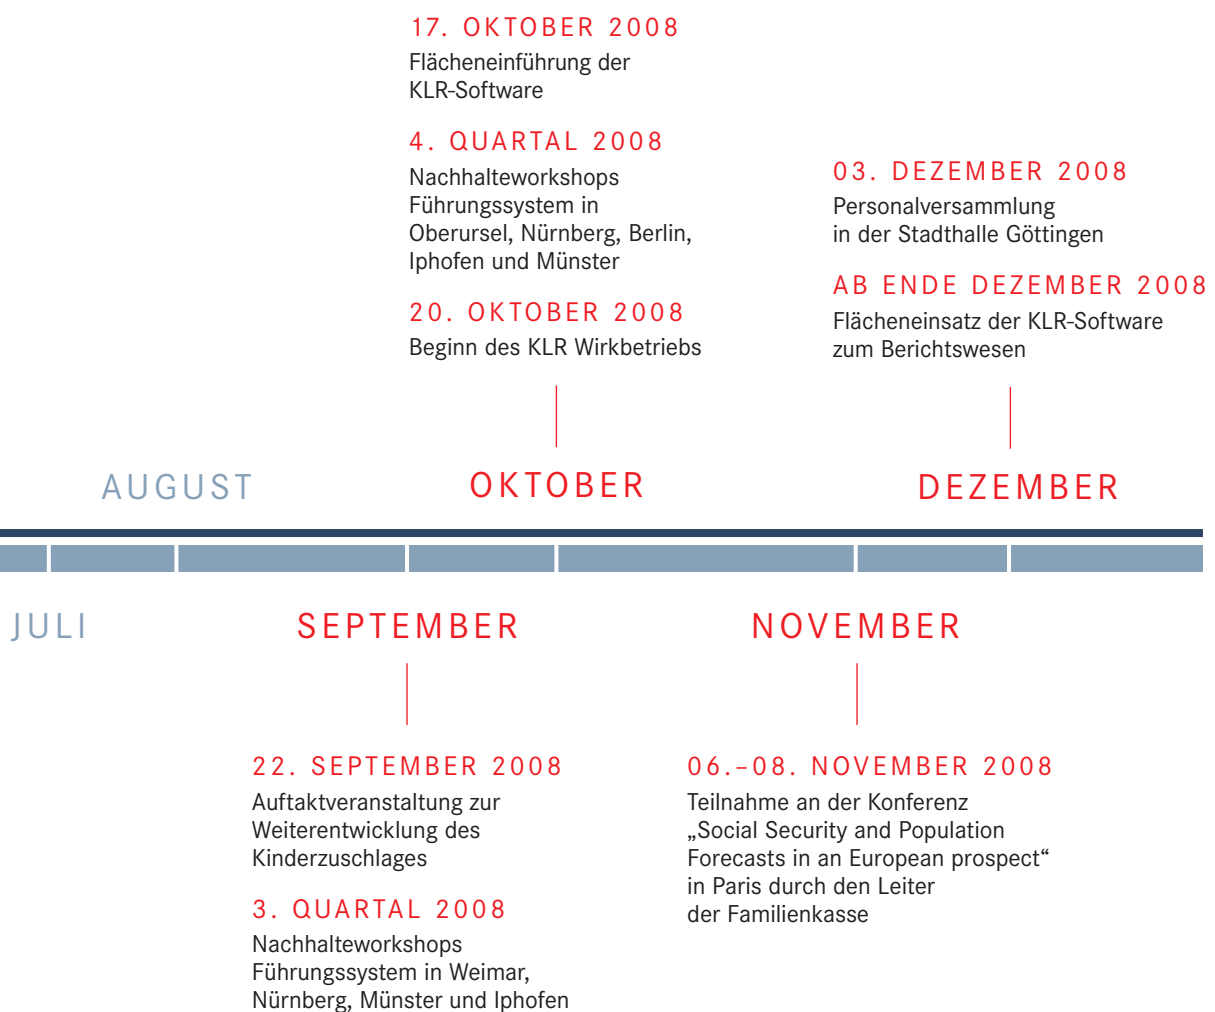 17. OKTOBER 2008
Flächeneinführung der
KLR-Software
4. QUARTAL 2008
Nachhalteworkshops
Führungssystem in
Oberursel, Nürnberg, Berlin,
Iphofen und Münster
20. OKTOBER 2008
Beginn des KLR Wirkbetriebs
03. DEZEMBER 2008
Personalversammlung
in der Stadthalle Göttingen
AB ENDE DEZEMBER 2008
Flächeneinsatz der KLR-Software
zum Berichtswesen
AUGUST
OKTOBER
DEZEMBER
JULI
SEPTEMBER
NOVEMBER
22. SEPTEMBER 2008
Auftaktveranstaltung zur
Weiterentwicklung des
Kinderzuschlages
3. QUARTAL 2008
Nachhalteworkshops
Führungssystem in Weimar,
Nürnberg, Münster und Iphofen
06.–08. NOVEMBER 2008
Teilnahme an der Konferenz
„Social Security and Population
Forecasts in an European prospect“
in Paris durch den Leiter
der Familienkasse